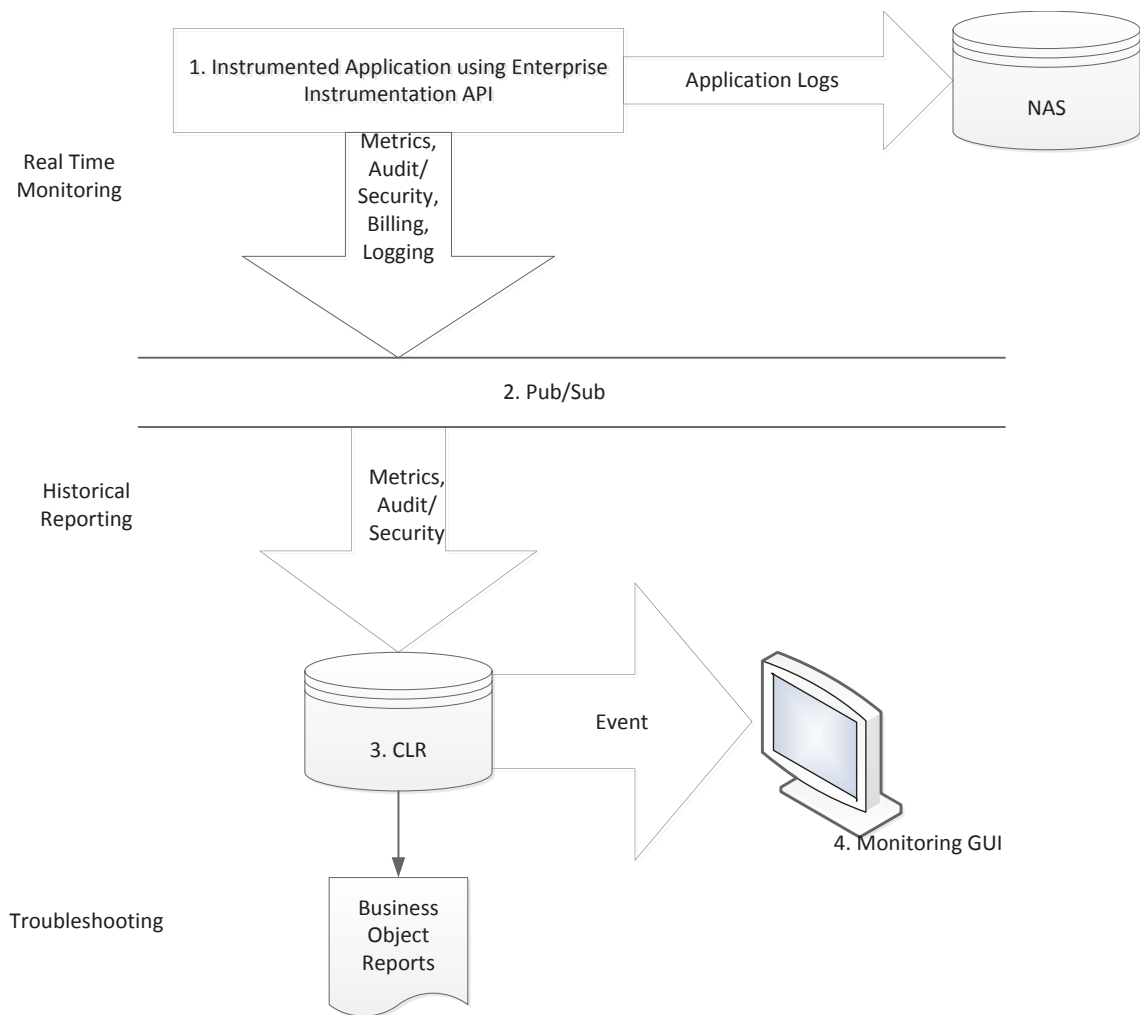 1. Instrumented Application using Enterprise
Instrumentation API
Application Logs
NAS
Real Time
Monitoring
Metrics,
Audit/
Security,
Billing,
Logging
2. Pub/Sub
Historical
Reporting
Metrics,
Audit/
Security
3. CLR
Event
4. Monitoring GUI
Troubleshooting
Business
Object
Reports